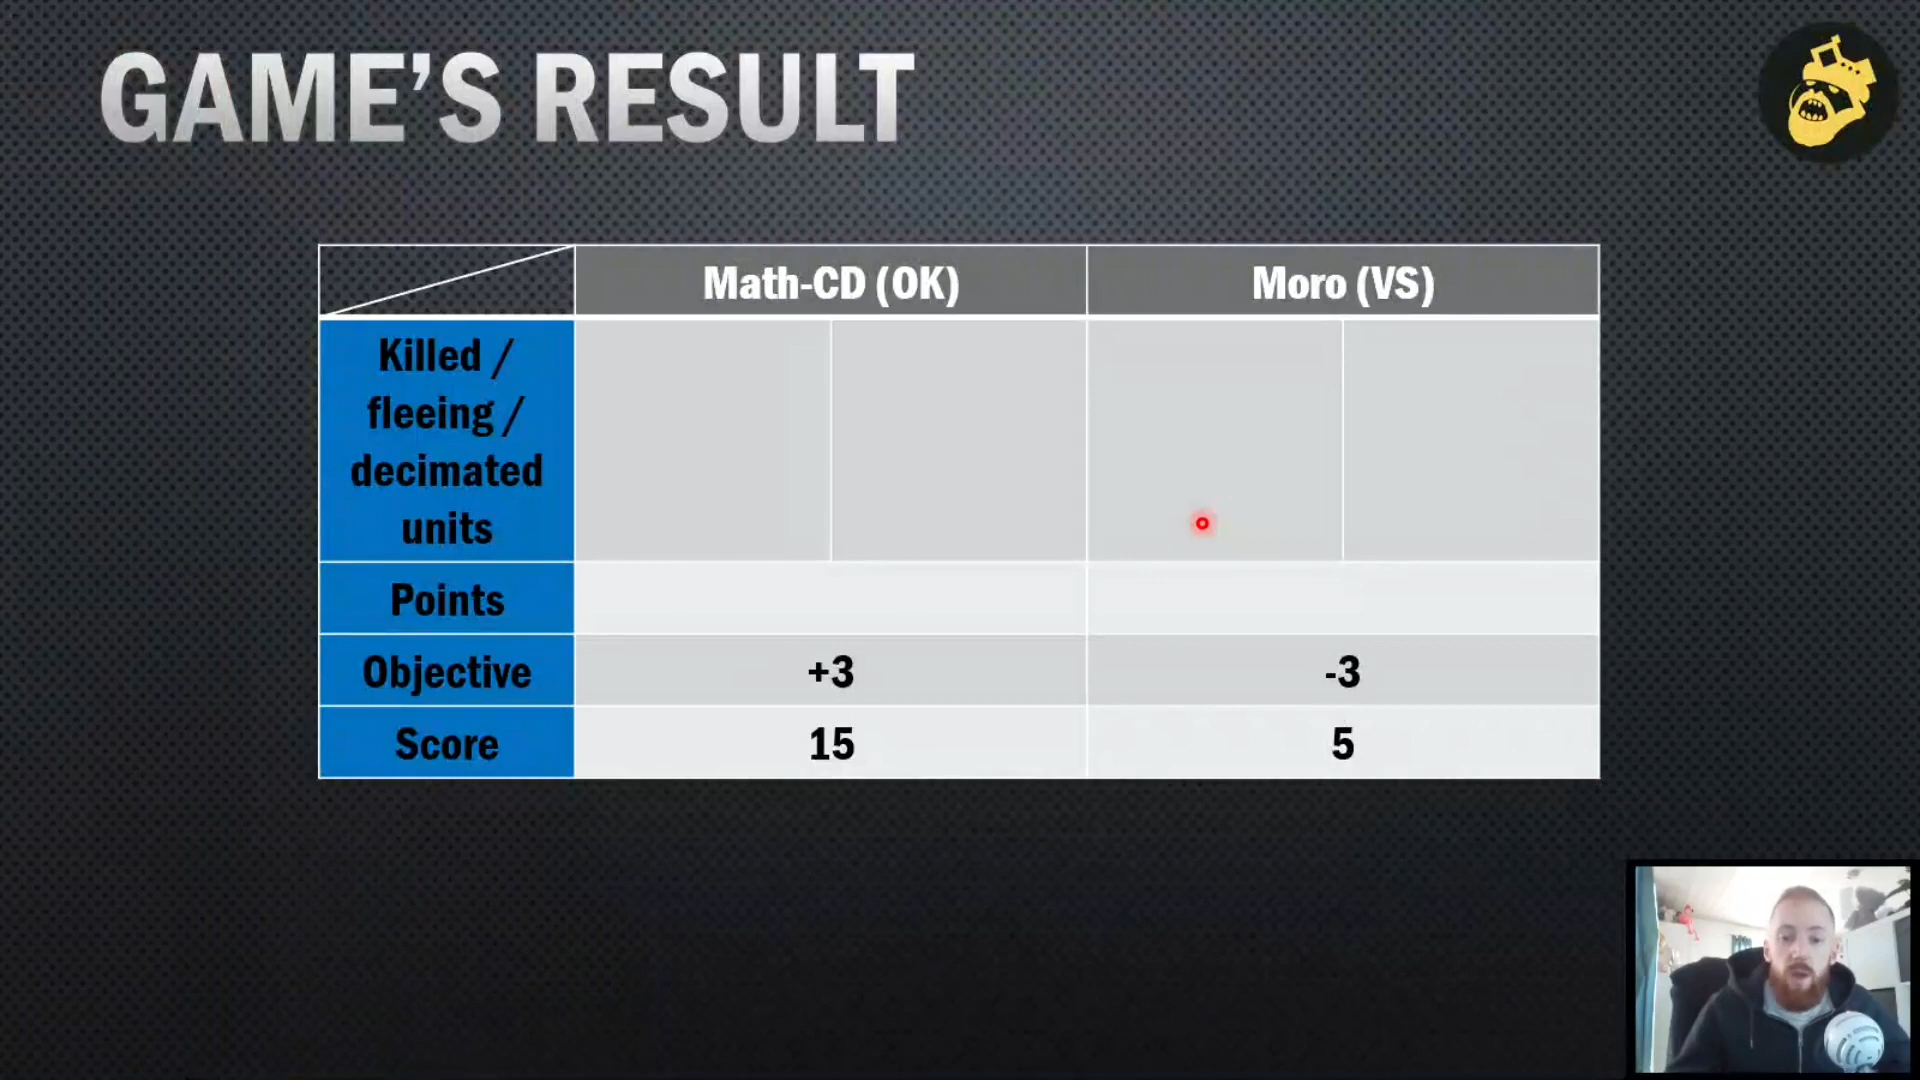 GAME'S RESULT
Math-CD (OK)
Moro (VS)
Killed /
fleeing /
decimated
units
Points
Objective
+3
-3
Score
15
5